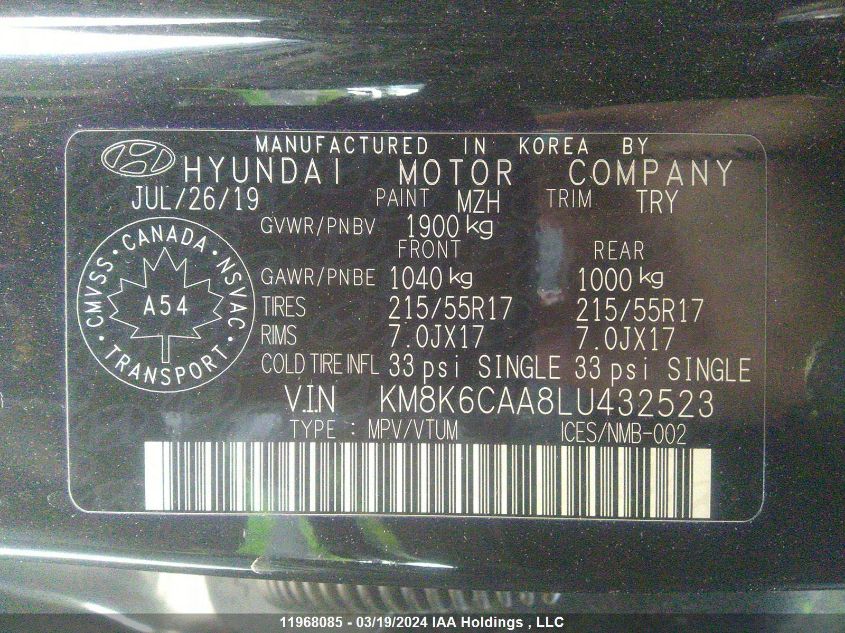 MANUFACTURED IN KOREA BY
HYUNDAI MOTOR COMPANY
JUL/26/19 PAINT MZH TRIM TRY
GVWR/PNBV 1900 kg
FRONT REAR
GAWR/PNBE 1040 kg 1000 kg
TIRES 215/55R17 215/55R17
RIMS 7.0JX17 7.0JX17
COLD TIRE INFL 33 psi SINGLE 33 psi SINGLE
CMVSS • CANADA • NSVAC • TRANSPORT •
A54
V.I.N KM8K6CAA8LU432523
TYPE : MPV/VTUM ICES/NMB-002
11968085 - 03/19/2024 IAA Holdings , LLC